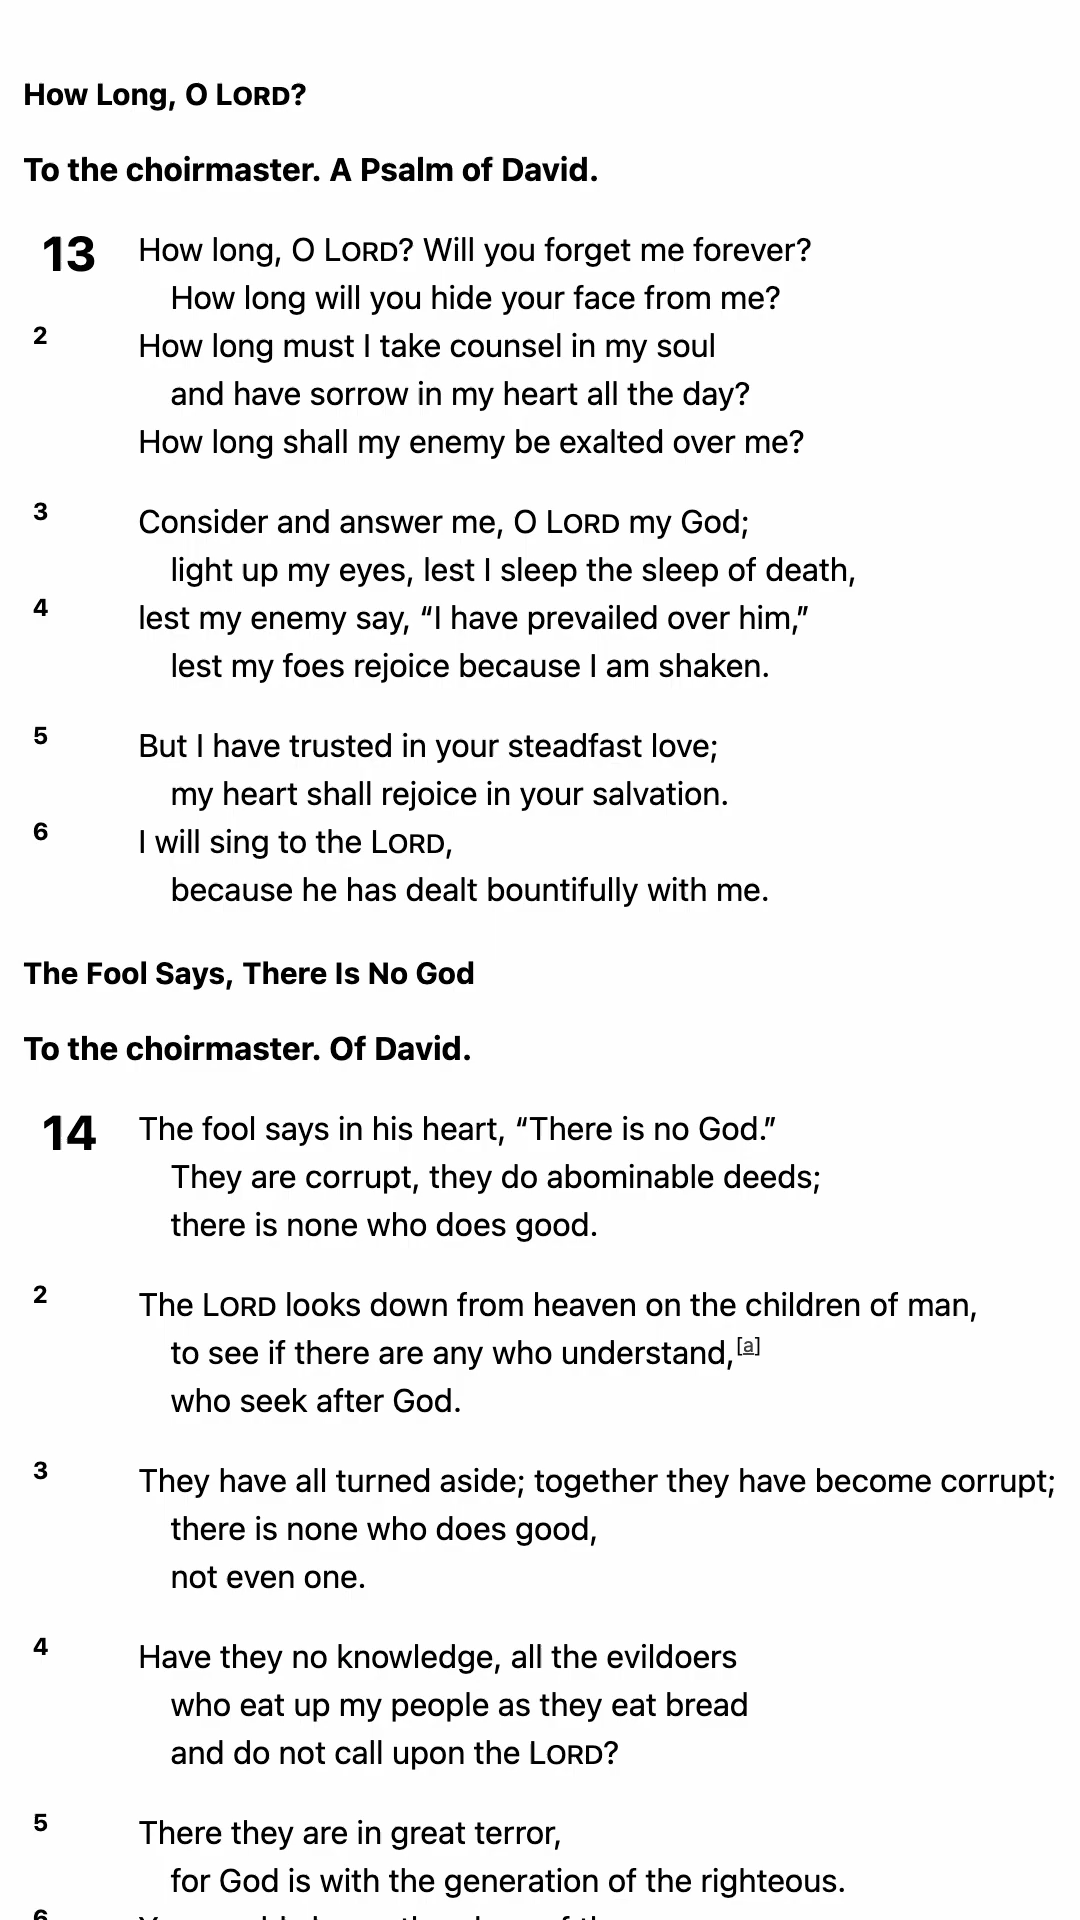 How Long, O LORD?
To the choirmaster. A Psalm of David.
13 How long, O LORD? Will you forget me forever?
How long will you hide your face from me?
2 How long must I take counsel in my soul
and have sorrow in my heart all the day?
How long shall my enemy be exalted over me?
3 Consider and answer me, O LORD my God;
light up my eyes, lest I sleep the sleep of death,
4 lest my enemy say, “I have prevailed over him,”
lest my foes rejoice because I am shaken.
5 But I have trusted in your steadfast love;
my heart shall rejoice in your salvation.
6 I will sing to the LORD,
because he has dealt bountifully with me.
The Fool Says, There Is No God
To the choirmaster. Of David.
14 The fool says in his heart, “There is no God.”
They are corrupt, they do abominable deeds;
there is none who does good.
2 The LORD looks down from heaven on the children of man,
to see if there are any who understand,[a]
who seek after God.
3 They have all turned aside; together they have become corrupt;
there is none who does good,
not even one.
4 Have they no knowledge, all the evildoers
who eat up my people as they eat bread
and do not call upon the LORD?
5 There they are in great terror,
for God is with the generation of the righteous.
6